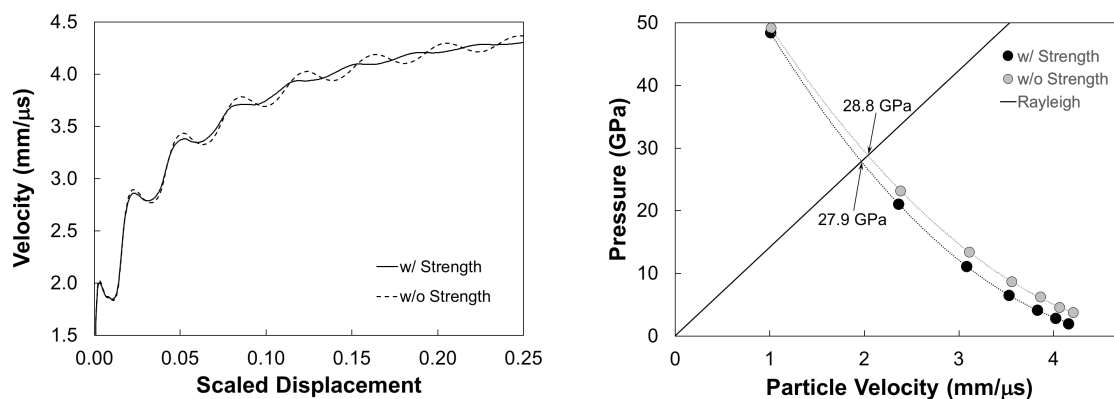 4.5
4.0
3.5
3.0
2.5
2.0
1.5
Velocity (mm/μs)
w/ Strength
w/o Strength
0.00
0.05
0.10
0.15
0.20
0.25
Scaled Displacement
50
40
30
20
10
0
Pressure (GPa)
w/ Strength
w/o Strength
Rayleigh
28.8 GPa
27.9 GPa
0
1
2
3
4
Particle Velocity (mm/μs)